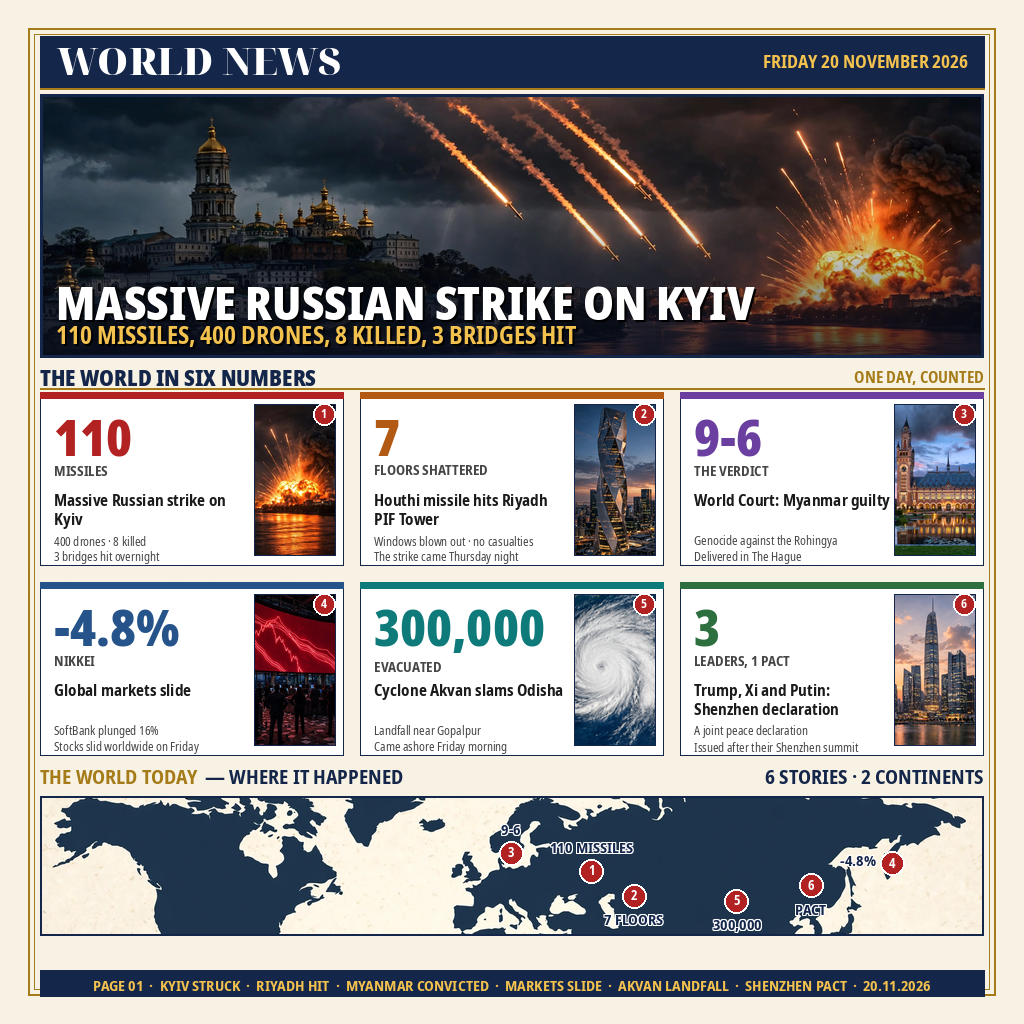 WORLD NEWS
FRIDAY 20 NOVEMBER 2026
MASSIVE RUSSIAN STRIKE ON KYIV
110 MISSILES, 400 DRONES, 8 KILLED, 3 BRIDGES HIT
THE WORLD IN SIX NUMBERS
ONE DAY, COUNTED
1
110
MISSILES
Massive Russian strike on
Kyiv
400 drones · 8 killed
3 bridges hit overnight
2
7
FLOORS SHATTERED
Houthi missile hits Riyadh
PIF Tower
Windows blown out · no casualties
The strike came Thursday night
3
9-6
THE VERDICT
World Court: Myanmar guilty
Genocide against the Rohingya
Delivered in The Hague
4
-4.8%
NIKKEI
Global markets slide
SoftBank plunged 16%
Stocks slid worldwide on Friday
5
300,000
EVACUATED
Cyclone Akvan slams Odisha
Landfall near Gopalpur
Came ashore Friday morning
6
3
LEADERS, 1 PACT
Trump, Xi and Putin:
Shenzhen declaration
A joint peace declaration
Issued after their Shenzhen summit
THE WORLD TODAY — WHERE IT HAPPENED
6 STORIES · 2 CONTINENTS
9-6
3
110 MISSILES
1
2
7 FLOORS
5
300,000
6
PACT
-4.8%
4
PAGE 01 · KYIV STRUCK · RIYADH HIT · MYANMAR CONVICTED · MARKETS SLIDE · AKVAN LANDFALL · SHENZHEN PACT · 20.11.2026